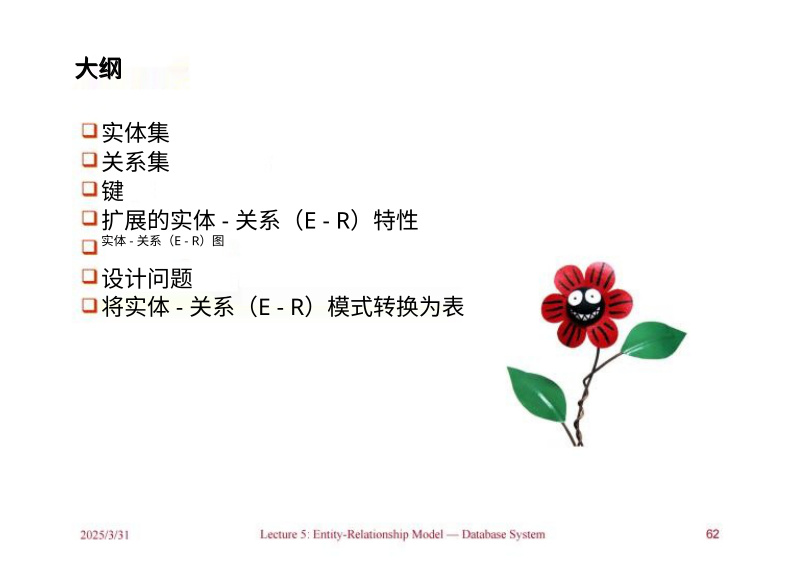 大纲
实体集
关系集
键
扩展的实体 - 关系（E - R）特性
实体 - 关系（E - R）图
设计问题
将实体 - 关系（E - R）模式转换为表
2025/3/31
Lecture 5: Entity-Relationship Model — Database System
62